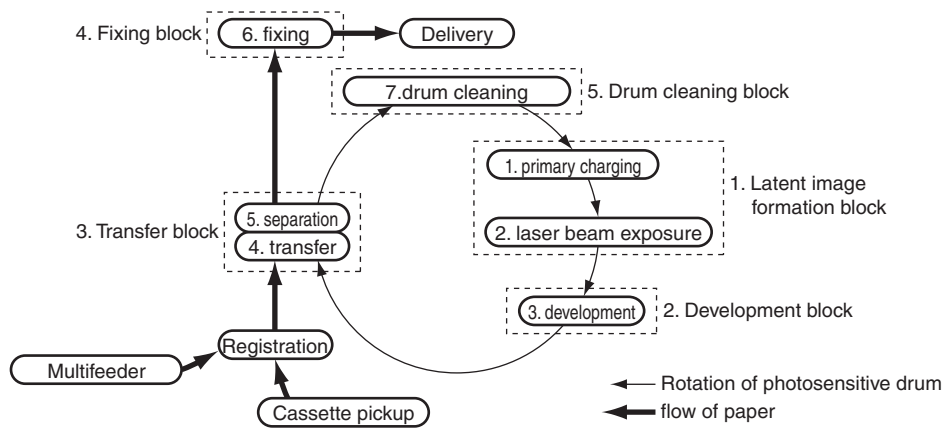 4. Fixing block
6. fixing
Delivery
7.drum cleaning
5. Drum cleaning block
1. primary charging
1. Latent image
formation block
2. laser beam exposure
3. Transfer block
5. separation
4. transfer
3. development
2. Development block
Registration
Multifeeder
Cassette pickup
Rotation of photosensitive drum
flow of paper